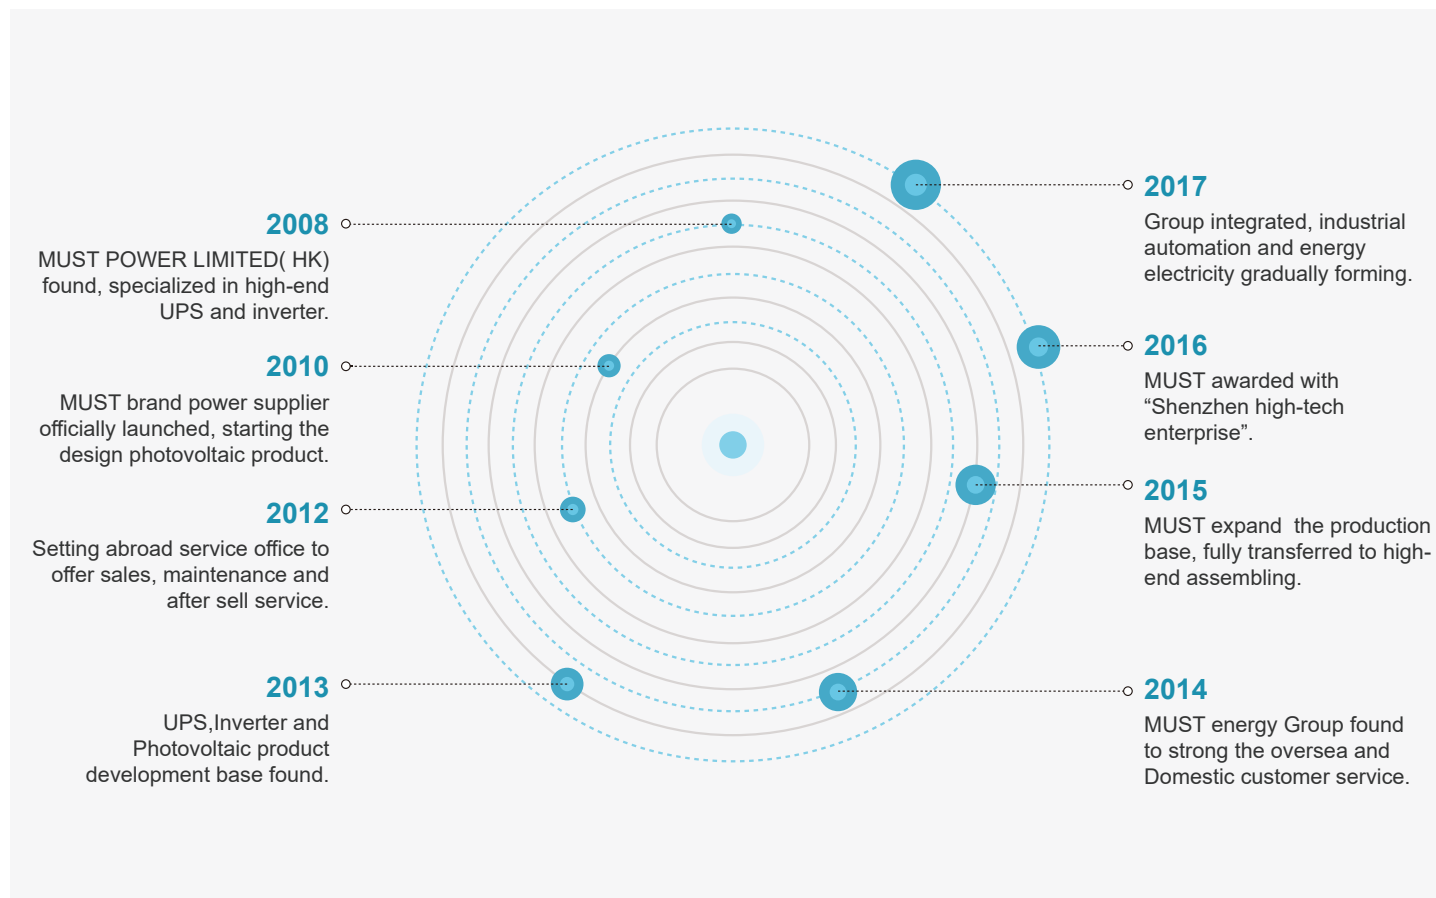 2008
MUST POWER LIMITED( HK)
found, specialized in high-end
UPS and inverter.
2010
MUST brand power supplier
officially launched, starting the
design photovoltaic product.
2012
Setting abroad service office to
offer sales, maintenance and
after sell service.
2013
UPS,Inverter and
Photovoltaic product
development base found.
2017
Group integrated, industrial
automation and energy
electricity gradually forming.
2016
MUST awarded with
“Shenzhen high-tech
enterprise”.
2015
MUST expand  the production
base, fully transferred to high-
end assembling.
2014
MUST energy Group found
to strong the oversea and
Domestic customer service.